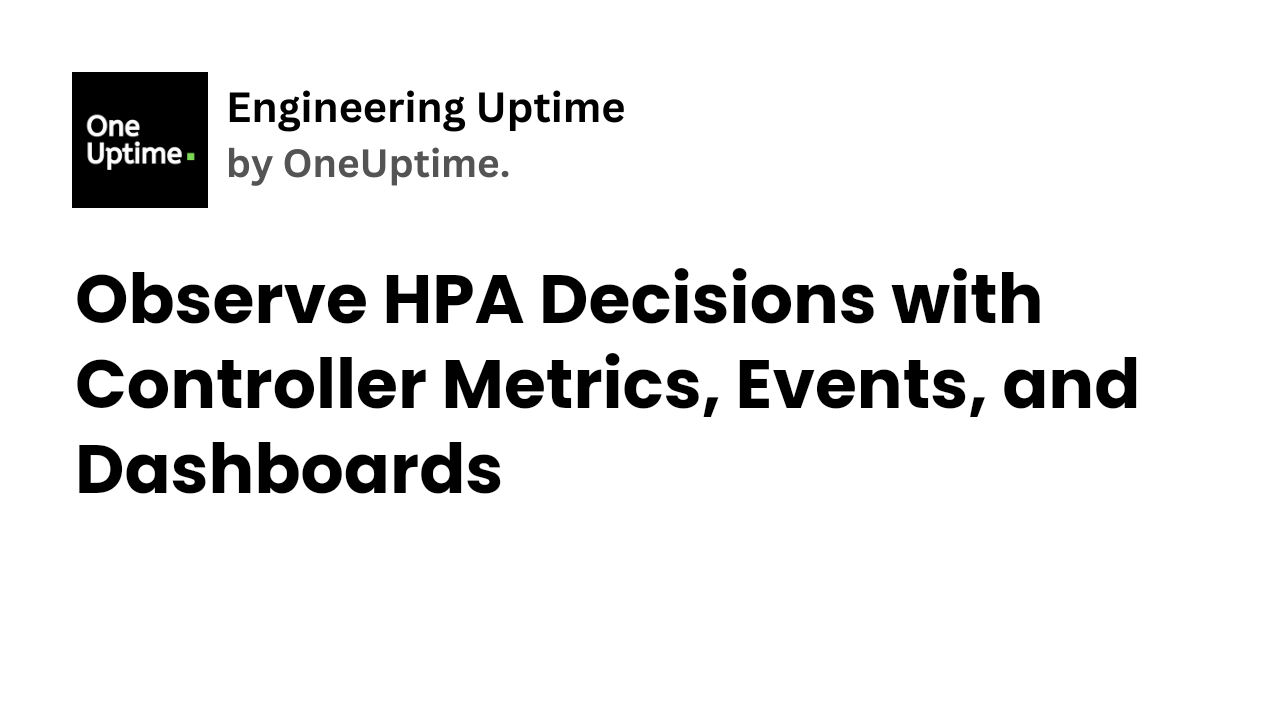 One
Uptime
Engineering Uptime
by OneUptime.
Observe HPA Decisions with
Controller Metrics, Events, and
Dashboards